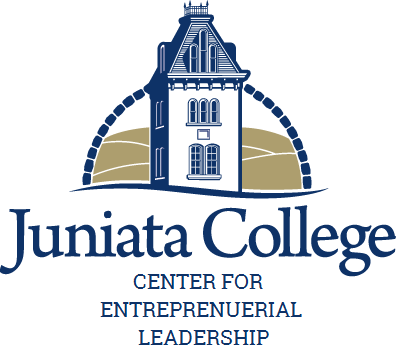 Juniata College
CENTER FOR
ENTREPRENUERIAL
LEADERSHIP